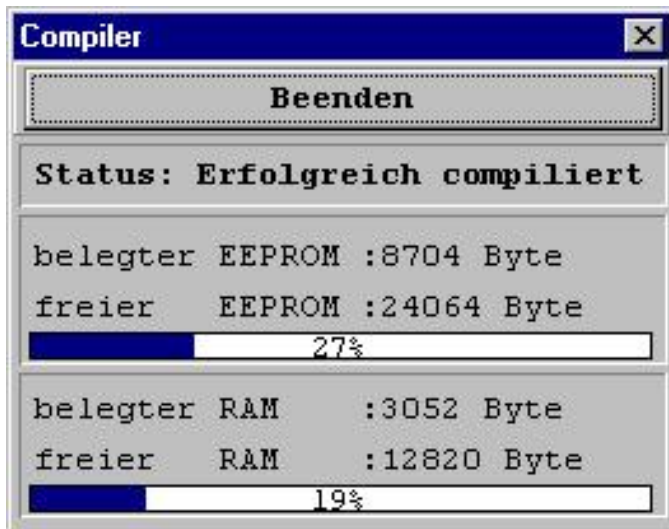 Compiler
Beenden
Status: Erfolgreich compiliert
belegter EEPROM :8704 Byte
freier EEPROM :24064 Byte
27%
belegter RAM :3052 Byte
freier RAM :12820 Byte
19%